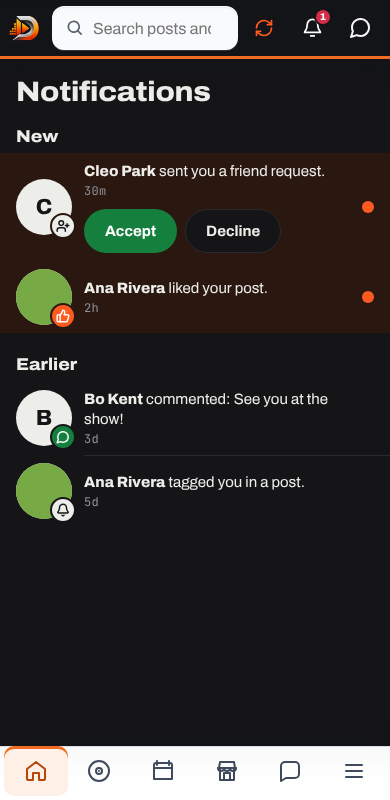 Search posts anc
1
Notifications
New
C
Cleo Park sent you a friend request.
30m
Accept
Decline
Ana Rivera liked your post.
2h
Earlier
B
Bo Kent commented: See you at the
show!
3d
Ana Rivera tagged you in a post.
5d